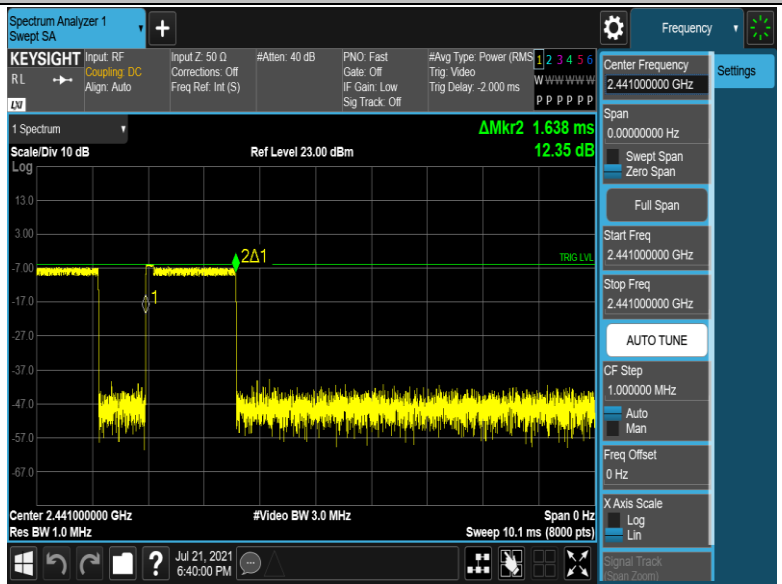 Spectrum Analyzer 1
Swept SA
Frequency
KEYSIGHT
RL
LXI
Input: RF
Coupling: DC
Align: Auto
Input Z: 50 Ω
Corrections: Off
Freq Ref: Int (S)
#Atten: 40 dB
PNO: Fast
Gate: Off
IF Gain: Low
Sig Track: Off
#Avg Type: Power (RMS
Trig: Video
Trig Delay: -2.000 ms
1 2 3 4 5 6
W W W W W W
P P P P P P
1 Spectrum
ΔMkr2 1.638 ms
12.35 dB
Scale/Div 10 dB
Ref Level 23.00 dBm
Log
13.0
3.00
-7.00
-17.0
-27.0
-37.0
-47.0
-57.0
-67.0
2Δ1
1
TRIG LVL
Center 2.441000000 GHz
Res BW 1.0 MHz
#Video BW 3.0 MHz
Span 0 Hz
Sweep 10.1 ms (8000 pts)
Center Frequency
2.441000000 GHz
Settings
Span
0.00000000 Hz
Swept Span
Zero Span
Full Span
Start Freq
2.441000000 GHz
Stop Freq
2.441000000 GHz
AUTO TUNE
CF Step
1.000000 MHz
Auto
Man
Freq Offset
0 Hz
X Axis Scale
Log
Lin
Signal Track
(Span Zoom)
?
Jul 21, 2021
6:40:00 PM